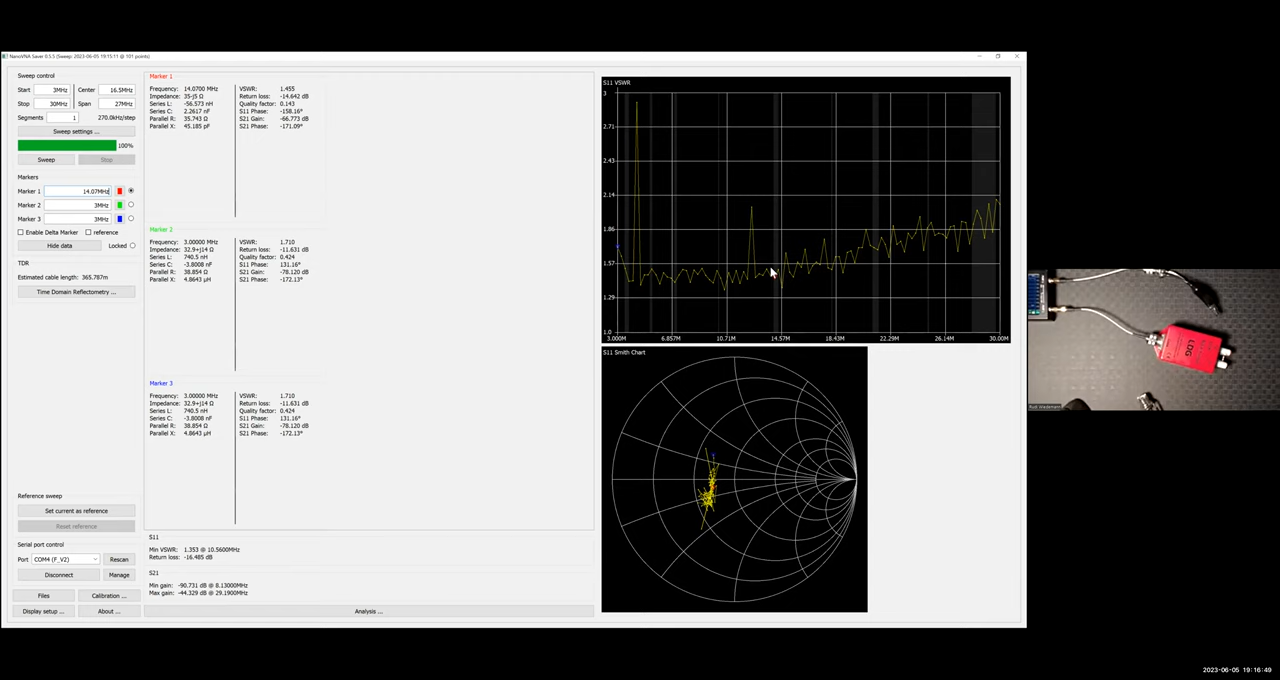 NanoVNA Saver 0.5.5 (Sweep: 2023-06-05 19:15:11 @ 101 points)
Sweep control
Start 3MHz Center 16.5MHz
Stop 30MHz Span 27MHz
Segments 1 270.0kHz/step
Sweep settings ...
100%
Sweep Stop
Markers
Marker 1 14.07MHz
Marker 2 3MHz
Marker 3 3MHz
Enable Delta Marker reference
Hide data Locked
TDR
Estimated cable length: 365.787m
Time Domain Reflectometry ...
Reference sweep
Set current as reference
Reset reference
Serial port control
Port COM4 (F_V2) Rescan
Disconnect Manage
Files Calibration ...
Display setup ... About ...
Marker 1
Frequency: 14.0700 MHz VSWR: 1.455
Impedance: 35-j5 Ω Return loss: -14.642 dB
Series L: -56.573 nH Quality factor: 0.143
Series C: 2.2617 nF S11 Phase: -158.16°
Parallel R: 35.743 Ω S21 Gain: -66.773 dB
Parallel X: 45.185 pF S21 Phase: -171.09°
Marker 2
Frequency: 3.00000 MHz VSWR: 1.710
Impedance: 32.9+j14 Ω Return loss: -11.631 dB
Series L: 740.5 nH Quality factor: 0.424
Series C: -3.8008 nF S11 Phase: 131.16°
Parallel R: 38.854 Ω S21 Gain: -78.120 dB
Parallel X: 4.8643 µH S21 Phase: -172.13°
Marker 3
Frequency: 3.00000 MHz VSWR: 1.710
Impedance: 32.9+j14 Ω Return loss: -11.631 dB
Series L: 740.5 nH Quality factor: 0.424
Series C: -3.8008 nF S11 Phase: 131.16°
Parallel R: 38.854 Ω S21 Gain: -78.120 dB
Parallel X: 4.8643 µH S21 Phase: -172.13°
S11
Min VSWR: 1.353 @ 10.5600MHz
Return loss: -16.485 dB
S21
Min gain: -90.731 dB @ 8.13000MHz
Max gain: -44.329 dB @ 29.1900MHz
Analysis ...
S11 VSWR
3
2.71
2.43
2.14
1.86
1.57
1.29
1.0
3.000M 6.857M 10.71M 14.57M 18.43M 22.29M 26.14M 30.00M
S11 Smith Chart
LDG
2023-06-05 19:16:49